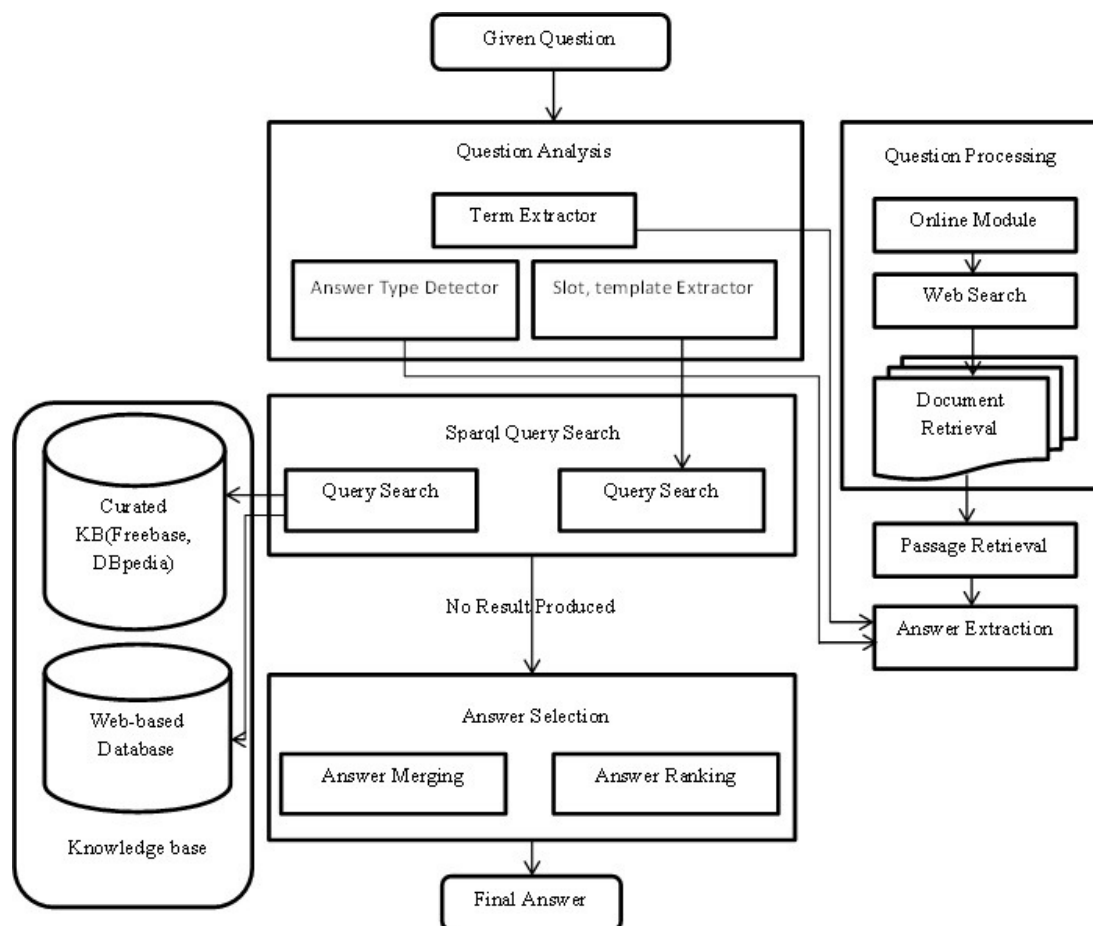 Given Question
Question Analysis
Term Extractor
Answer Type Detector
Slot, template Extractor
Question Processing
Online Module
Web Search
Document
Retrieval
Passage Retrieval
Answer Extraction
Sparql Query Search
Query Search
Query Search
Curated
KB(Freebase,
DBpedia)
Web-based
Database
Knowledge base
No Result Produced
Answer Selection
Answer Merging
Answer Ranking
Final Answer